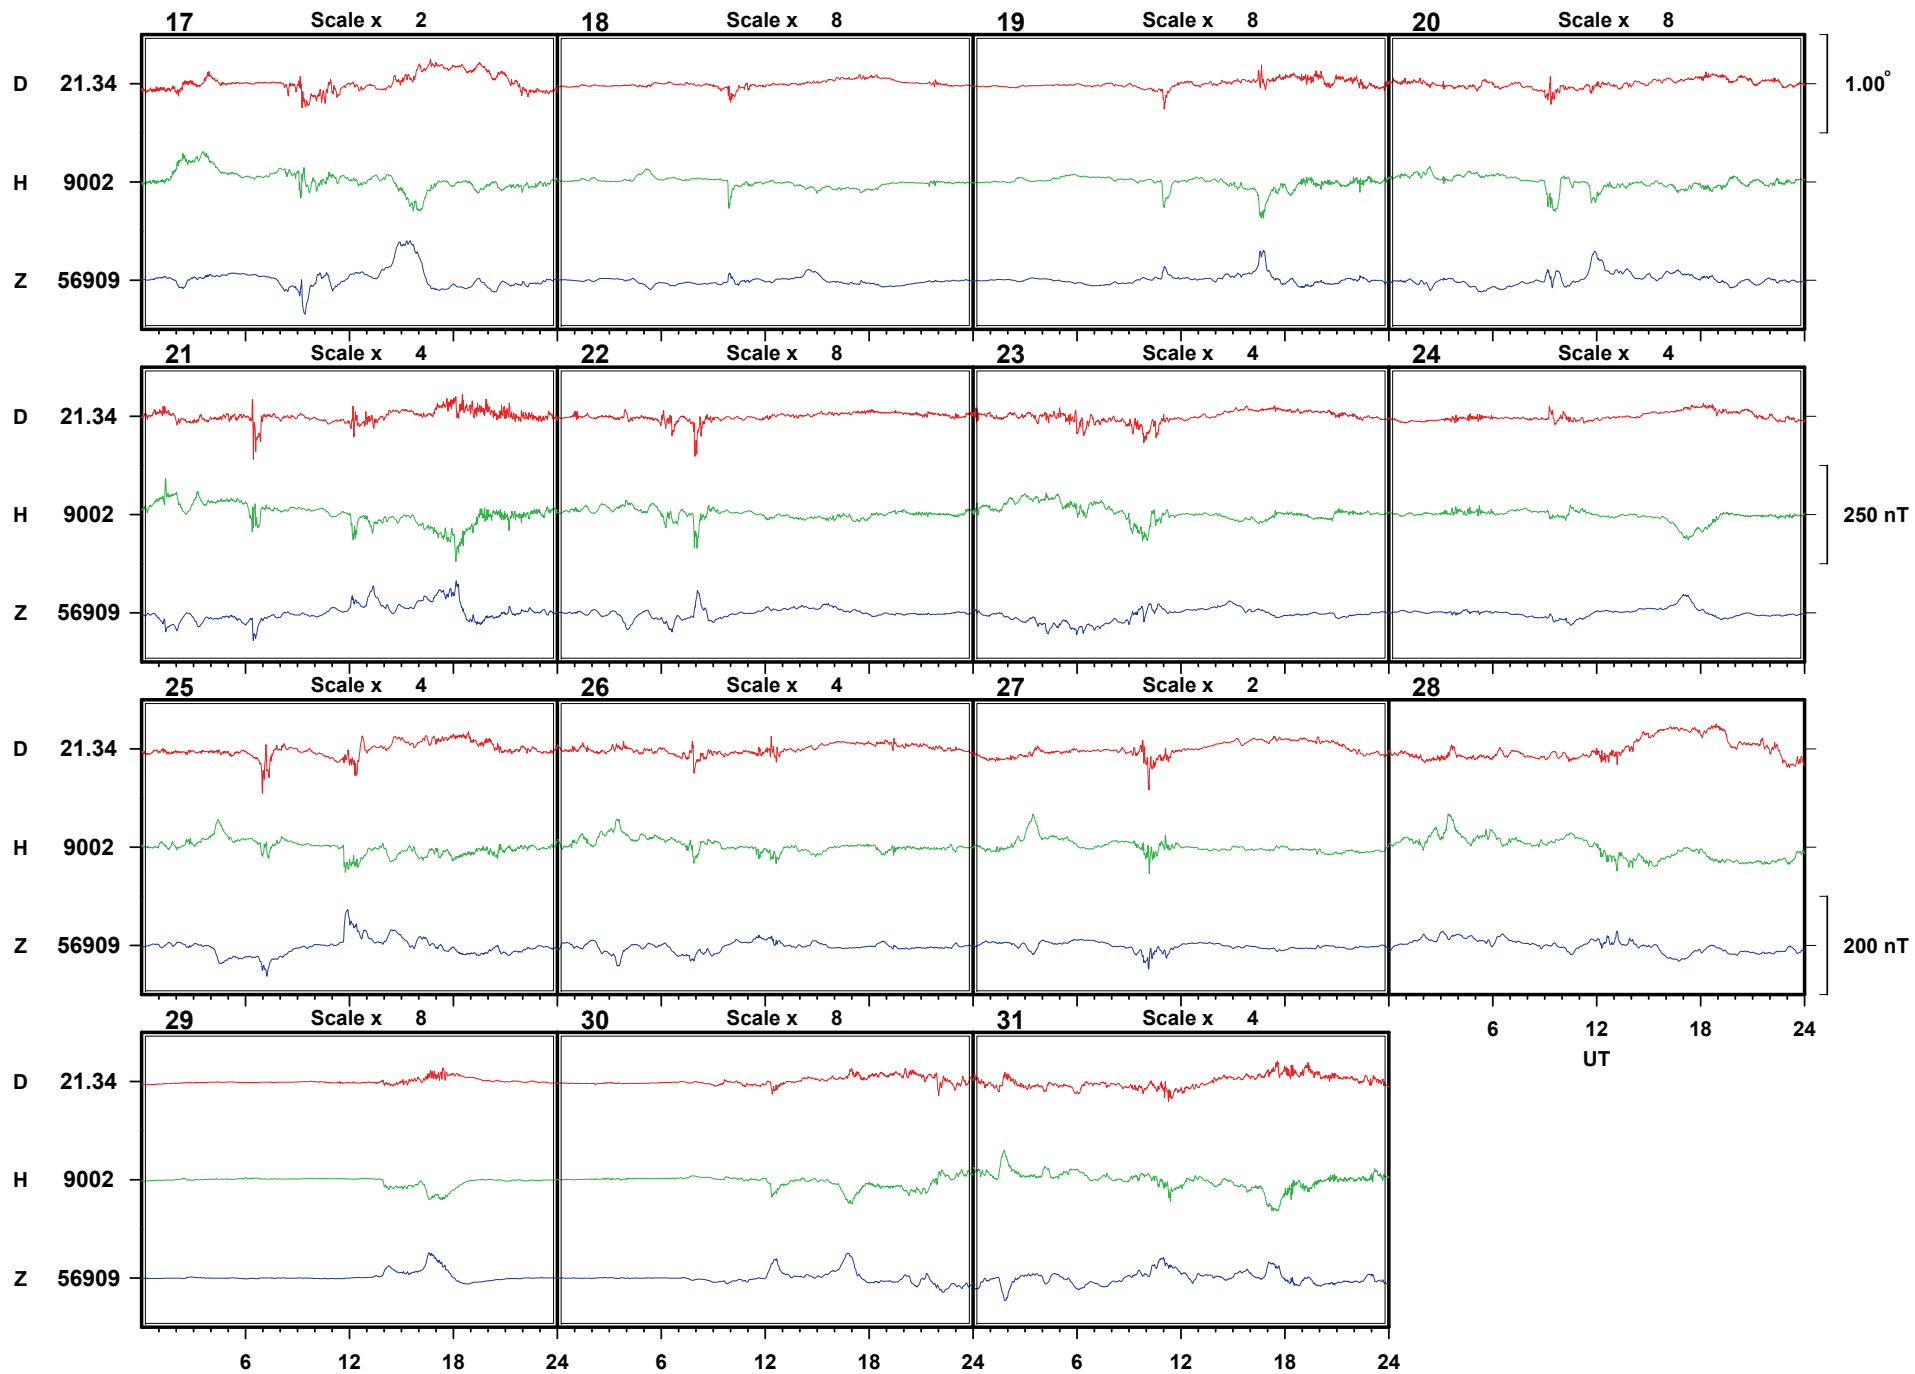 17 Scale x 2 18 Scale x 8 19 Scale x 8 20 Scale x 8
D 21.34 1.00°
H 9002
Z 56909
21 Scale x 4 22 Scale x 8 23 Scale x 4 24 Scale x 4
D 21.34
H 9002 250 nT
Z 56909
25 Scale x 4 26 Scale x 4 27 Scale x 2 28
D 21.34
H 9002
Z 56909 200 nT
29 Scale x 8 30 Scale x 8 31 Scale x 4 6 12 18 24
UT
D 21.34
H 9002
Z 56909
6 12 18 24 6 12 18 24 6 12 18 24